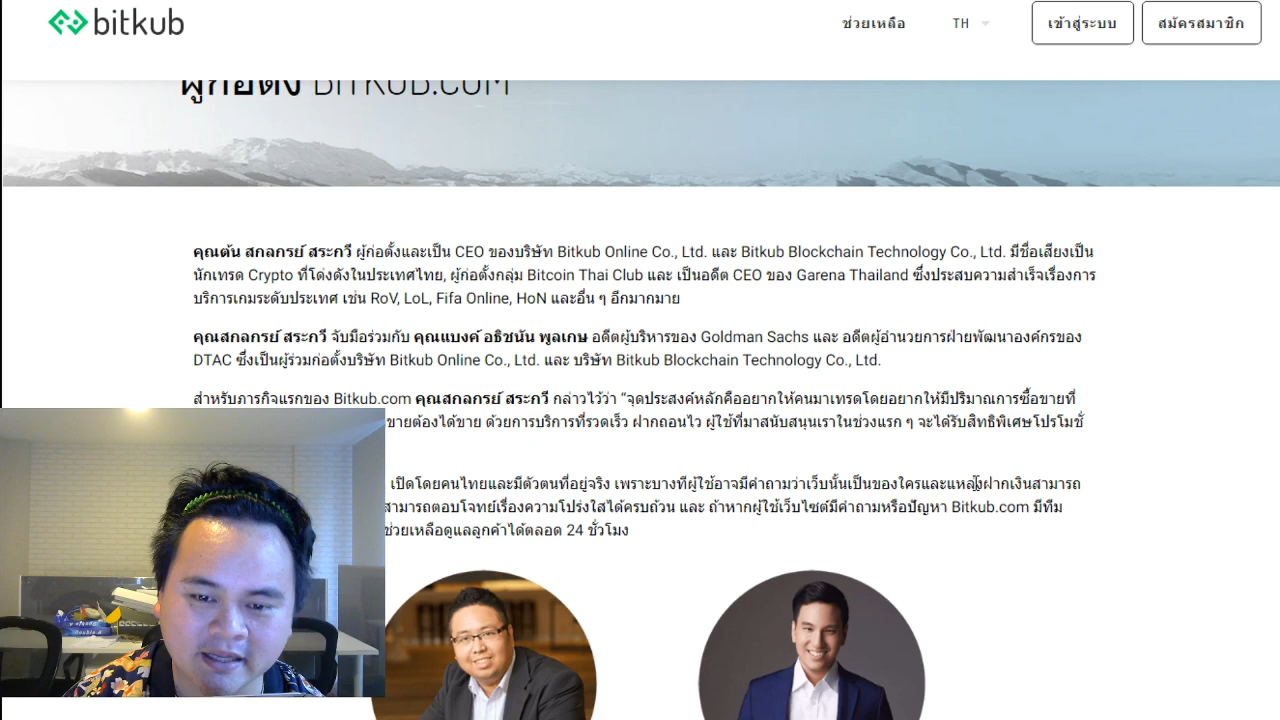 bitkub
ช่วยเหลือ
TH
เข้าสู่ระบบ
สมัครสมาชิก
ผู้ก่อตั้ง BITKUB.COM
คุณต้น สกลกรย์ สระกวี ผู้ก่อตั้งและเป็น CEO ของบริษัท Bitkub Online Co., Ltd. และ Bitkub Blockchain Technology Co., Ltd. มีชื่อเสียงเป็น
นักเทรด Crypto ที่โด่งดังในประเทศไทย, ผู้ก่อตั้งกลุ่ม Bitcoin Thai Club และ เป็นอดีต CEO ของ Garena Thailand ซึ่งประสบความสำเร็จเรื่องการ
บริการเกมระดับประเทศ เช่น RoV, LoL, Fifa Online, HoN และอื่น ๆ อีกมากมาย
คุณสกลกรย์ สระกวี จับมือร่วมกับ คุณแบงค์ อธิชนัน พูลเกษ อดีตผู้บริหารของ Goldman Sachs และ อดีตผู้อำนวยการฝ่ายพัฒนาองค์กรของ
DTAC ซึ่งเป็นผู้ร่วมก่อตั้งบริษัท Bitkub Online Co., Ltd. และ บริษัท Bitkub Blockchain Technology Co., Ltd.
สำหรับภารกิจแรกของ Bitkub.com คุณสกลกรย์ สระกวี กล่าวไว้ว่า “จุดประสงค์หลักคืออยากให้คนมาเทรดโดยอยากให้มีปริมาณการซื้อขายที่
ขายต้องได้ขาย ด้วยการบริการที่รวดเร็ว ฝากถอนไว ผู้ใช้ที่มาสนับสนุนเราในช่วงแรก ๆ จะได้รับสิทธิพิเศษโปรโมชั่
เปิดโดยคนไทยและมีตัวตนที่อยู่จริง เพราะบางทีผู้ใช้อาจมีคำถามว่าเว็บนั้นเป็นของใครและแหล่งฝากเงินสามารถ
สามารถตอบโจทย์เรื่องความโปร่งใสได้ครบถ้วน และ ถ้าหากผู้ใช้เว็บไซต์มีคำถามหรือปัญหา Bitkub.com มีทีม
ช่วยเหลือดูแลลูกค้าได้ตลอด 24 ชั่วโมง
Double A